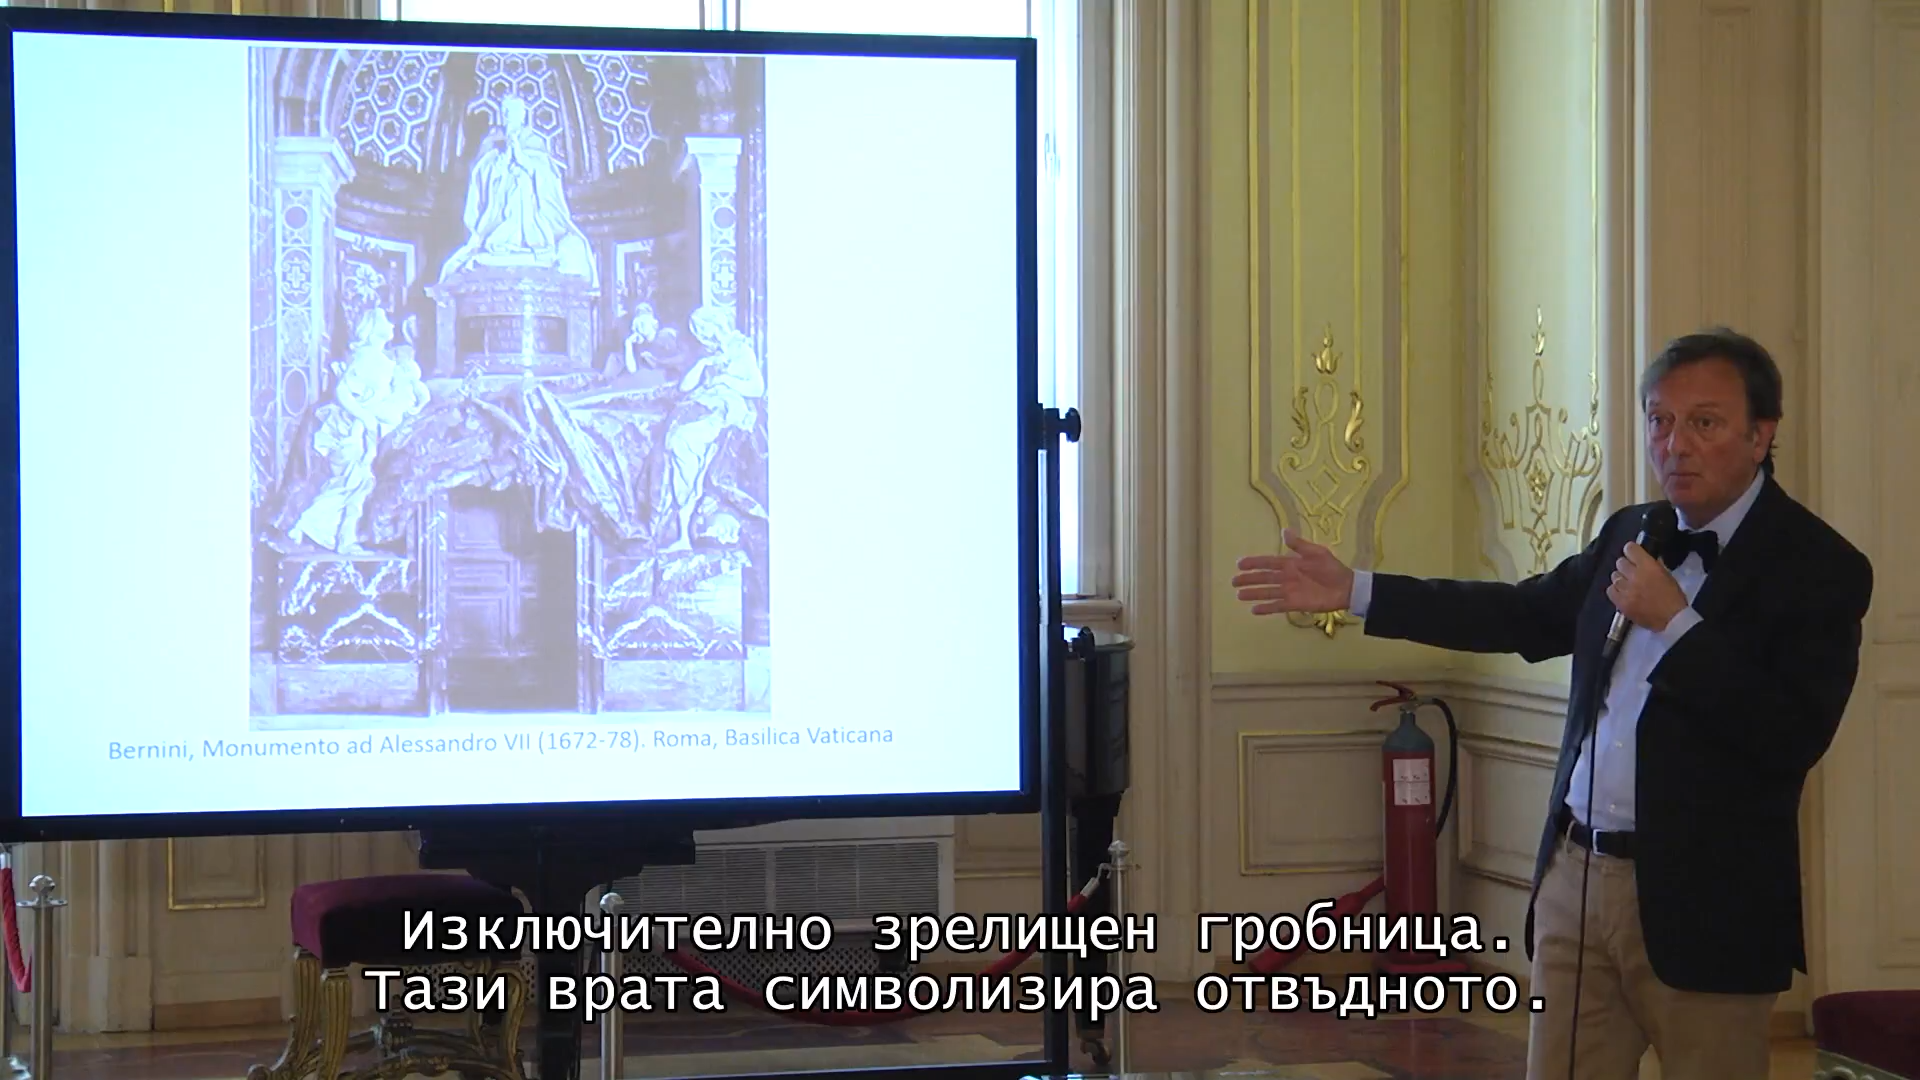 Bernini, Monumento ad Alessandro VII (1672-78). Roma, Basilica Vaticana
Изключително зрелищен гробница.
Тази врата символизира отвъдното.